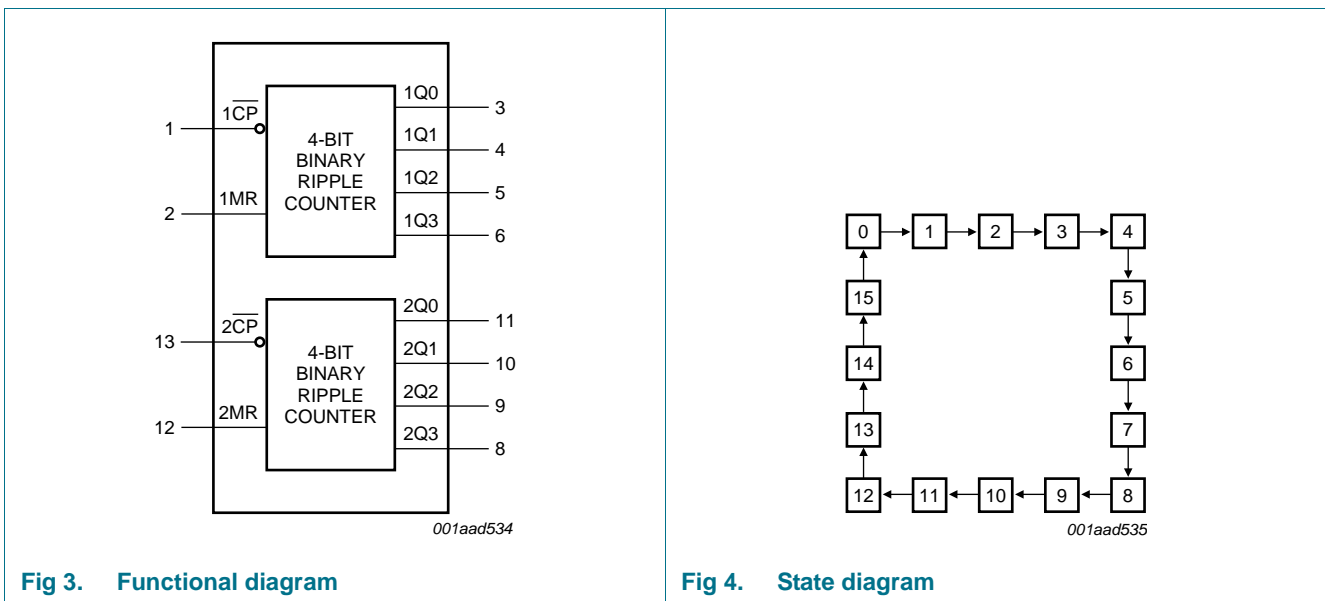 1
1CP
2
1MR
4-BIT
BINARY
RIPPLE
COUNTER
1Q0
3
1Q1
4
1Q2
5
1Q3
6
13
2CP
12
2MR
4-BIT
BINARY
RIPPLE
COUNTER
2Q0
11
2Q1
10
2Q2
9
2Q3
8
001aad534
Fig 3. Functional diagram
0 1 2 3 4
15 5
14 6
13 7
12 11 10 9 8
001aad535
Fig 4. State diagram